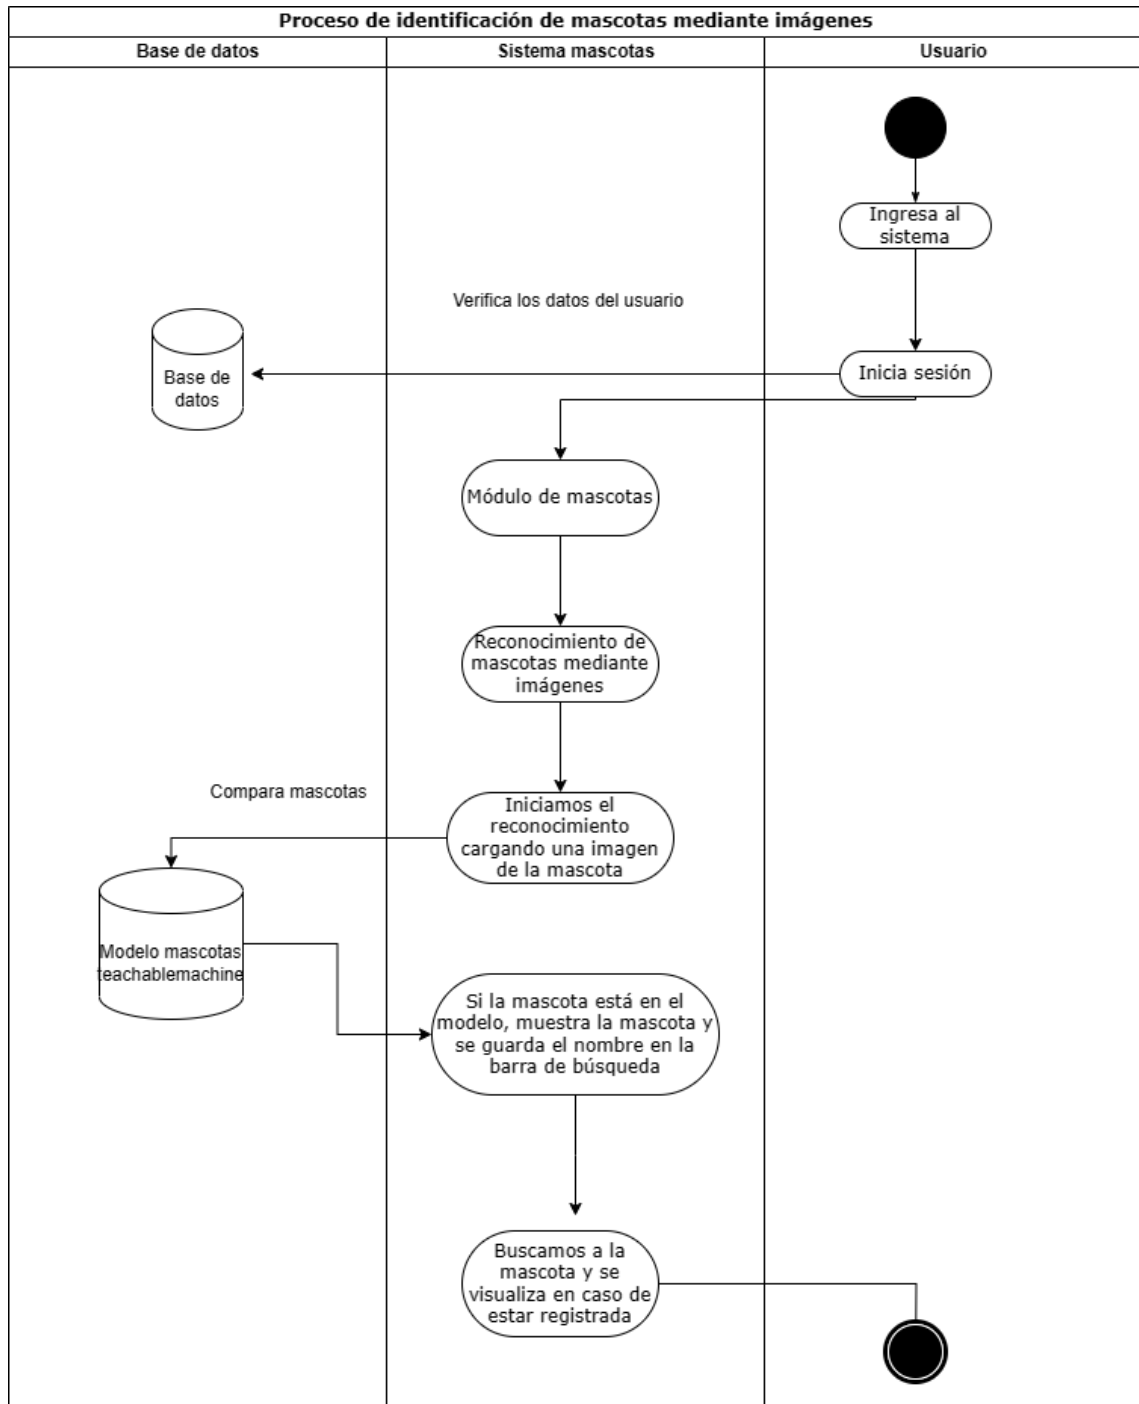 Proceso de identificación de mascotas mediante imágenes
Base de datos
Sistema mascotas
Usuario
Ingresa al
sistema
Verifica los datos del usuario
Inicia sesión
Base de
datos
Módulo de mascotas
Reconocimiento de
mascotas mediante
imágenes
Compara mascotas
Iniciamos el
reconocimiento
cargando una imagen
de la mascota
Modelo mascotas
teachablemachine
Si la mascota está en el
modelo, muestra la mascota y
se guarda el nombre en la
barra de búsqueda
Buscamos a la
mascota y se
visualiza en caso de
estar registrada